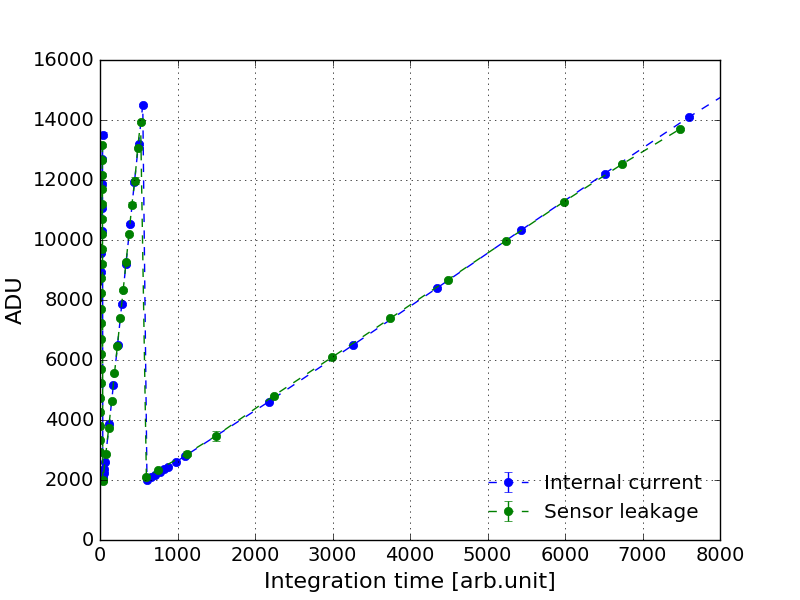 16000
14000
12000
10000
8000
6000
4000
2000
0
ADU
Internal current
Sensor leakage
0 1000 2000 3000 4000 5000 6000 7000 8000
Integration time [arb.unit]